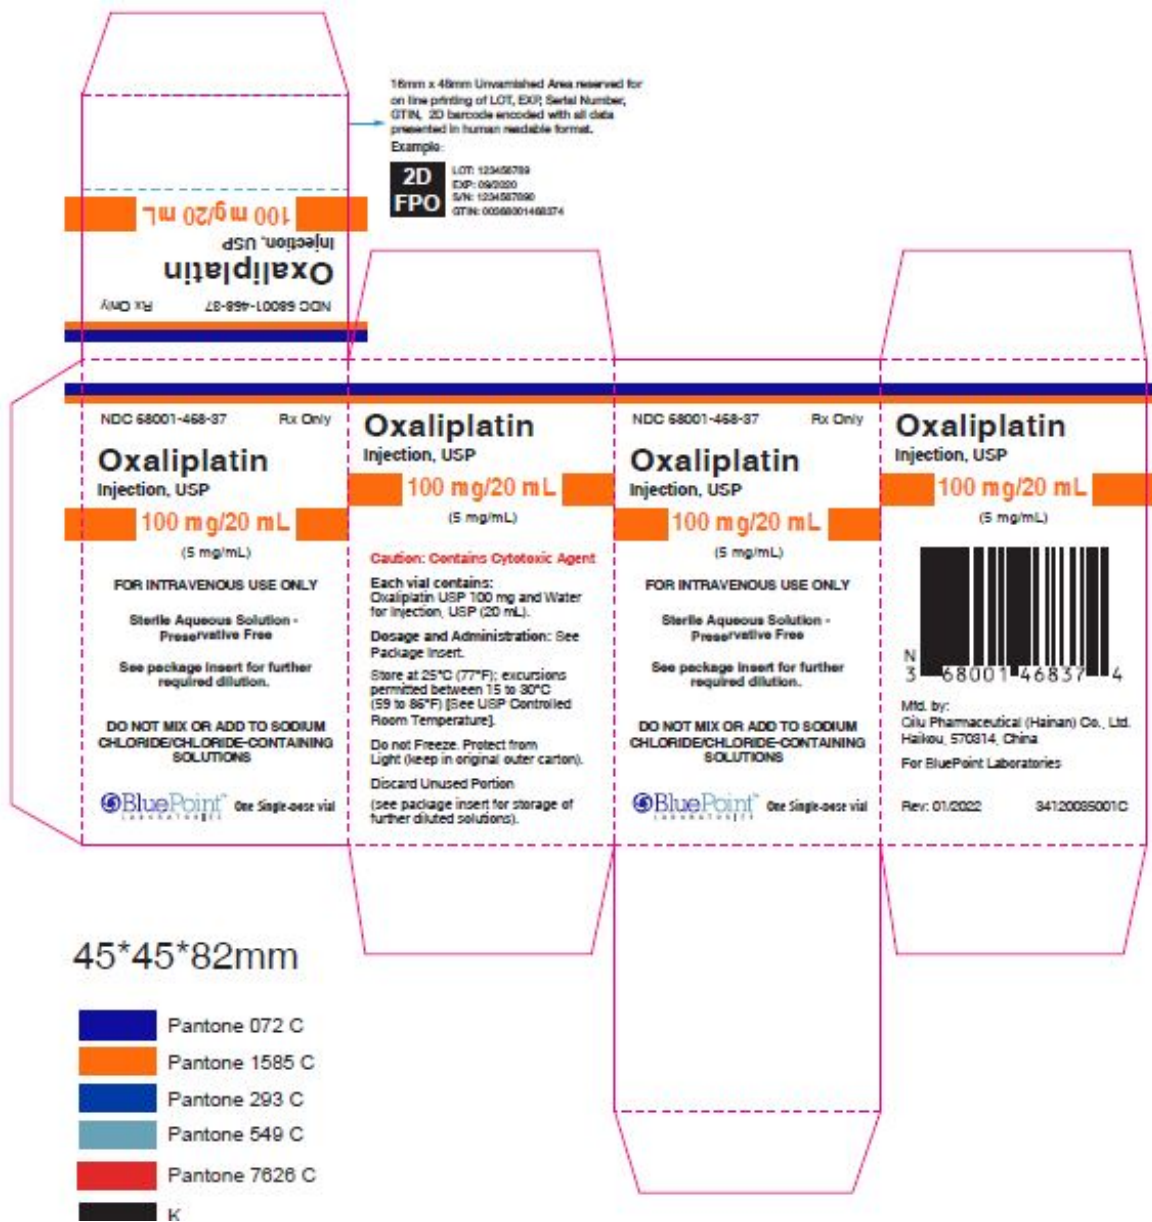 16mm x 46mm Unvarnished Area reserved for
on line printing of LOT, EXP, Serial Number,
GTIN, 2D barcode encoded with all data
presented in human readable format.
Example:
2D
FPO
LOT: 123456789
EXP: 09/2020
S/N: 1234567890
GTIN: 00368001468374
100 mg/20 mL
Injection, USP
Oxaliplatin
NDC 68001-468-37 Rx Only
NDC 68001-468-37 Rx Only
Oxaliplatin
Injection, USP
100 mg/20 mL
(5 mg/mL)
FOR INTRAVENOUS USE ONLY
Sterile Aqueous Solution -
Preservative Free
See package insert for further
required dilution.
DO NOT MIX OR ADD TO SODIUM
CHLORIDE/CHLORIDE-CONTAINING
SOLUTIONS
BluePoint™ One Single-dose vial
LABORATORIES
Oxaliplatin
Injection, USP
100 mg/20 mL
(5 mg/mL)
Caution: Contains Cytotoxic Agent
Each vial contains:
Oxaliplatin USP 100 mg and Water
for Injection, USP (20 mL).
Dosage and Administration: See
Package Insert.
Store at 25°C (77°F); excursions
permitted between 15 to 30°C
(59 to 86°F) [See USP Controlled
Room Temperature].
Do not Freeze. Protect from
Light (keep in original outer carton).
Discard Unused Portion
(see package insert for storage of
further diluted solutions).
NDC 68001-468-37 Rx Only
Oxaliplatin
Injection, USP
100 mg/20 mL
(5 mg/mL)
FOR INTRAVENOUS USE ONLY
Sterile Aqueous Solution -
Preservative Free
See package insert for further
required dilution.
DO NOT MIX OR ADD TO SODIUM
CHLORIDE/CHLORIDE-CONTAINING
SOLUTIONS
BluePoint™ One Single-dose vial
LABORATORIES
Oxaliplatin
Injection, USP
100 mg/20 mL
(5 mg/mL)
N
3 68001 46837 4
Mfd. by:
Qilu Pharmaceutical (Hainan) Co., Ltd.
Haikou, 570314, China
For BluePoint Laboratories
Rev: 01/2022 34120035001C
45*45*82mm
Pantone 072 C
Pantone 1585 C
Pantone 293 C
Pantone 549 C
Pantone 7626 C
K